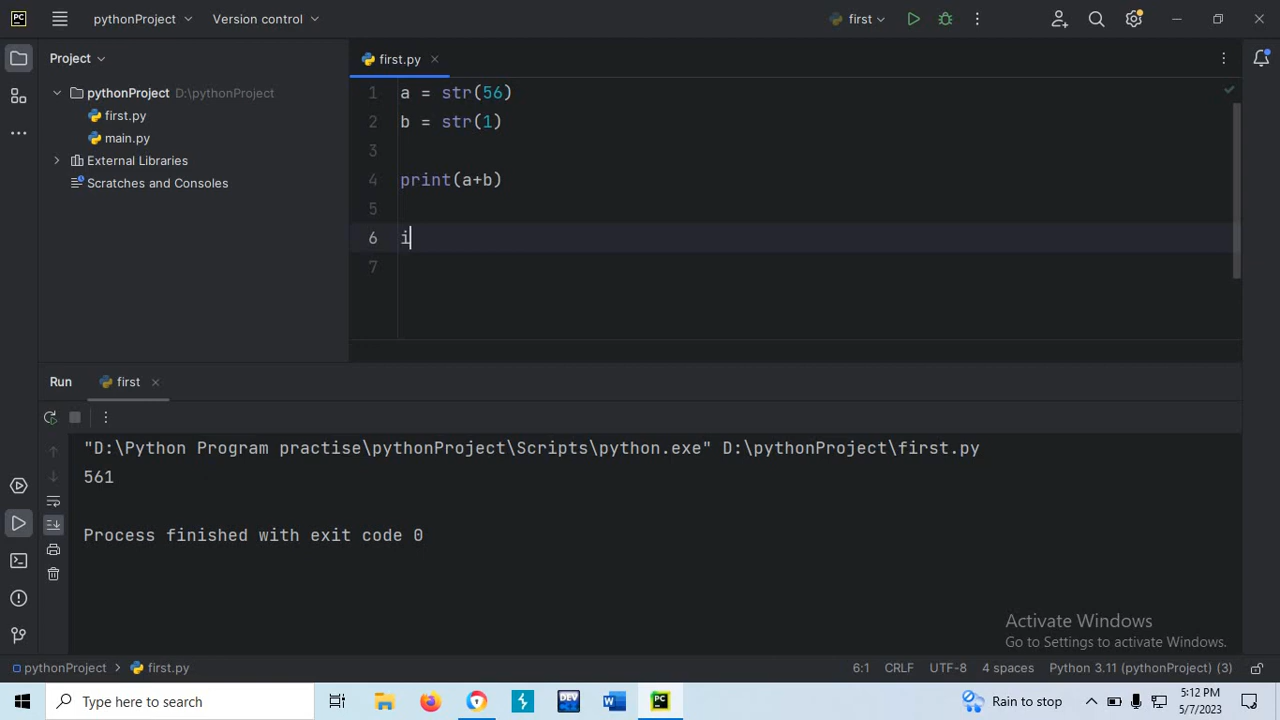 PC
pythonProject
Version control
first
Project
pythonProject D:\pythonProject
first.py
main.py
External Libraries
Scratches and Consoles
first.py
1 a = str(56)
2 b = str(1)
3
4 print(a+b)
5
6 i
7
Run
first
"D:\Python Program practise\pythonProject\Scripts\python.exe" D:\pythonProject\first.py
561
Process finished with exit code 0
Activate Windows
Go to Settings to activate Windows.
pythonProject
first.py
6:1
CRLF
UTF-8
4 spaces
Python 3.11 (pythonProject) (3)
Type here to search
DEV
W
PC
Rain to stop
5:12 PM
5/7/2023